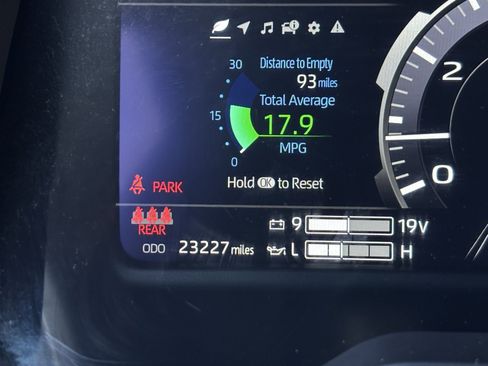 30
Distance to Empty
93 miles
Total Average
15
17.9
MPG
0
Hold OK to Reset
PARK
REAR
ODO 23227 miles
9 19V
L H
2
0